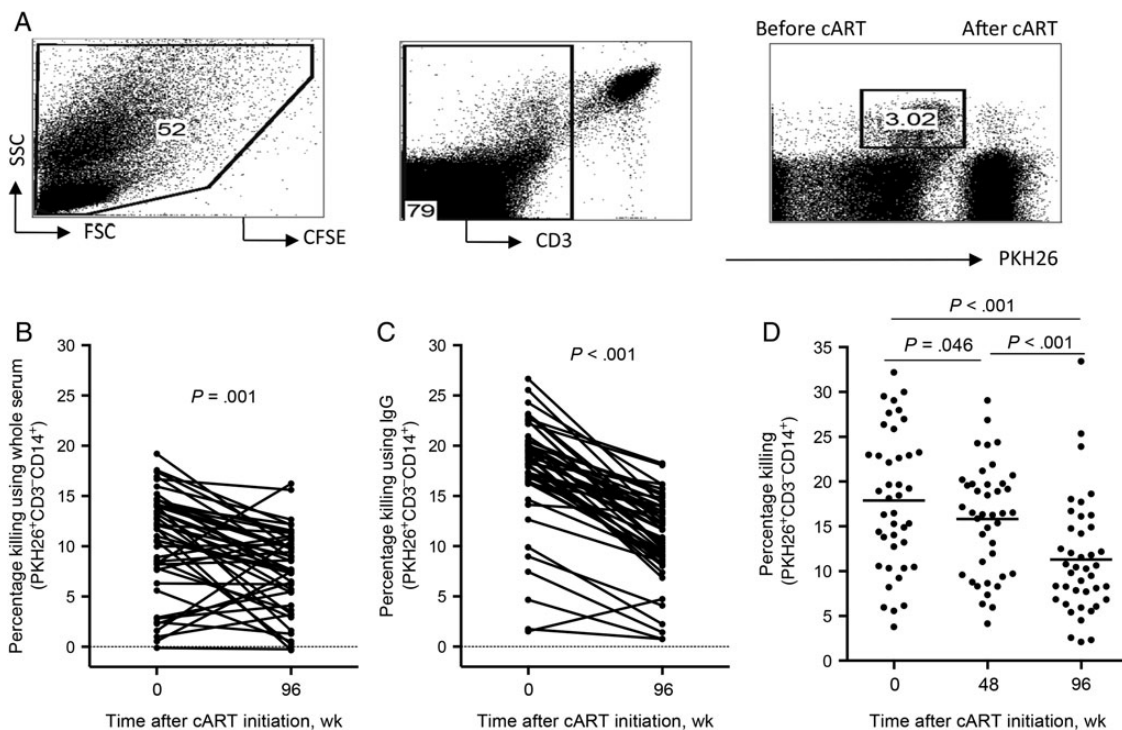 A
Before cART
After cART
52
79
3.02
SSC
FSC
CFSE
CD3
PKH26
B
Percentage killing using whole serum
(PKH26+CD3−CD14+)
30
25
20
15
10
5
0
P = .001
0
96
Time after cART initiation, wk
C
Percentage killing using IgG
(PKH26+CD3−CD14+)
30
25
20
15
10
5
0
P < .001
0
96
Time after cART initiation, wk
D
Percentage killing
(PKH26+CD3−CD14+)
35
30
25
20
15
10
5
0
P < .001
P = .046
P < .001
0
48
96
Time after cART initiation, wk